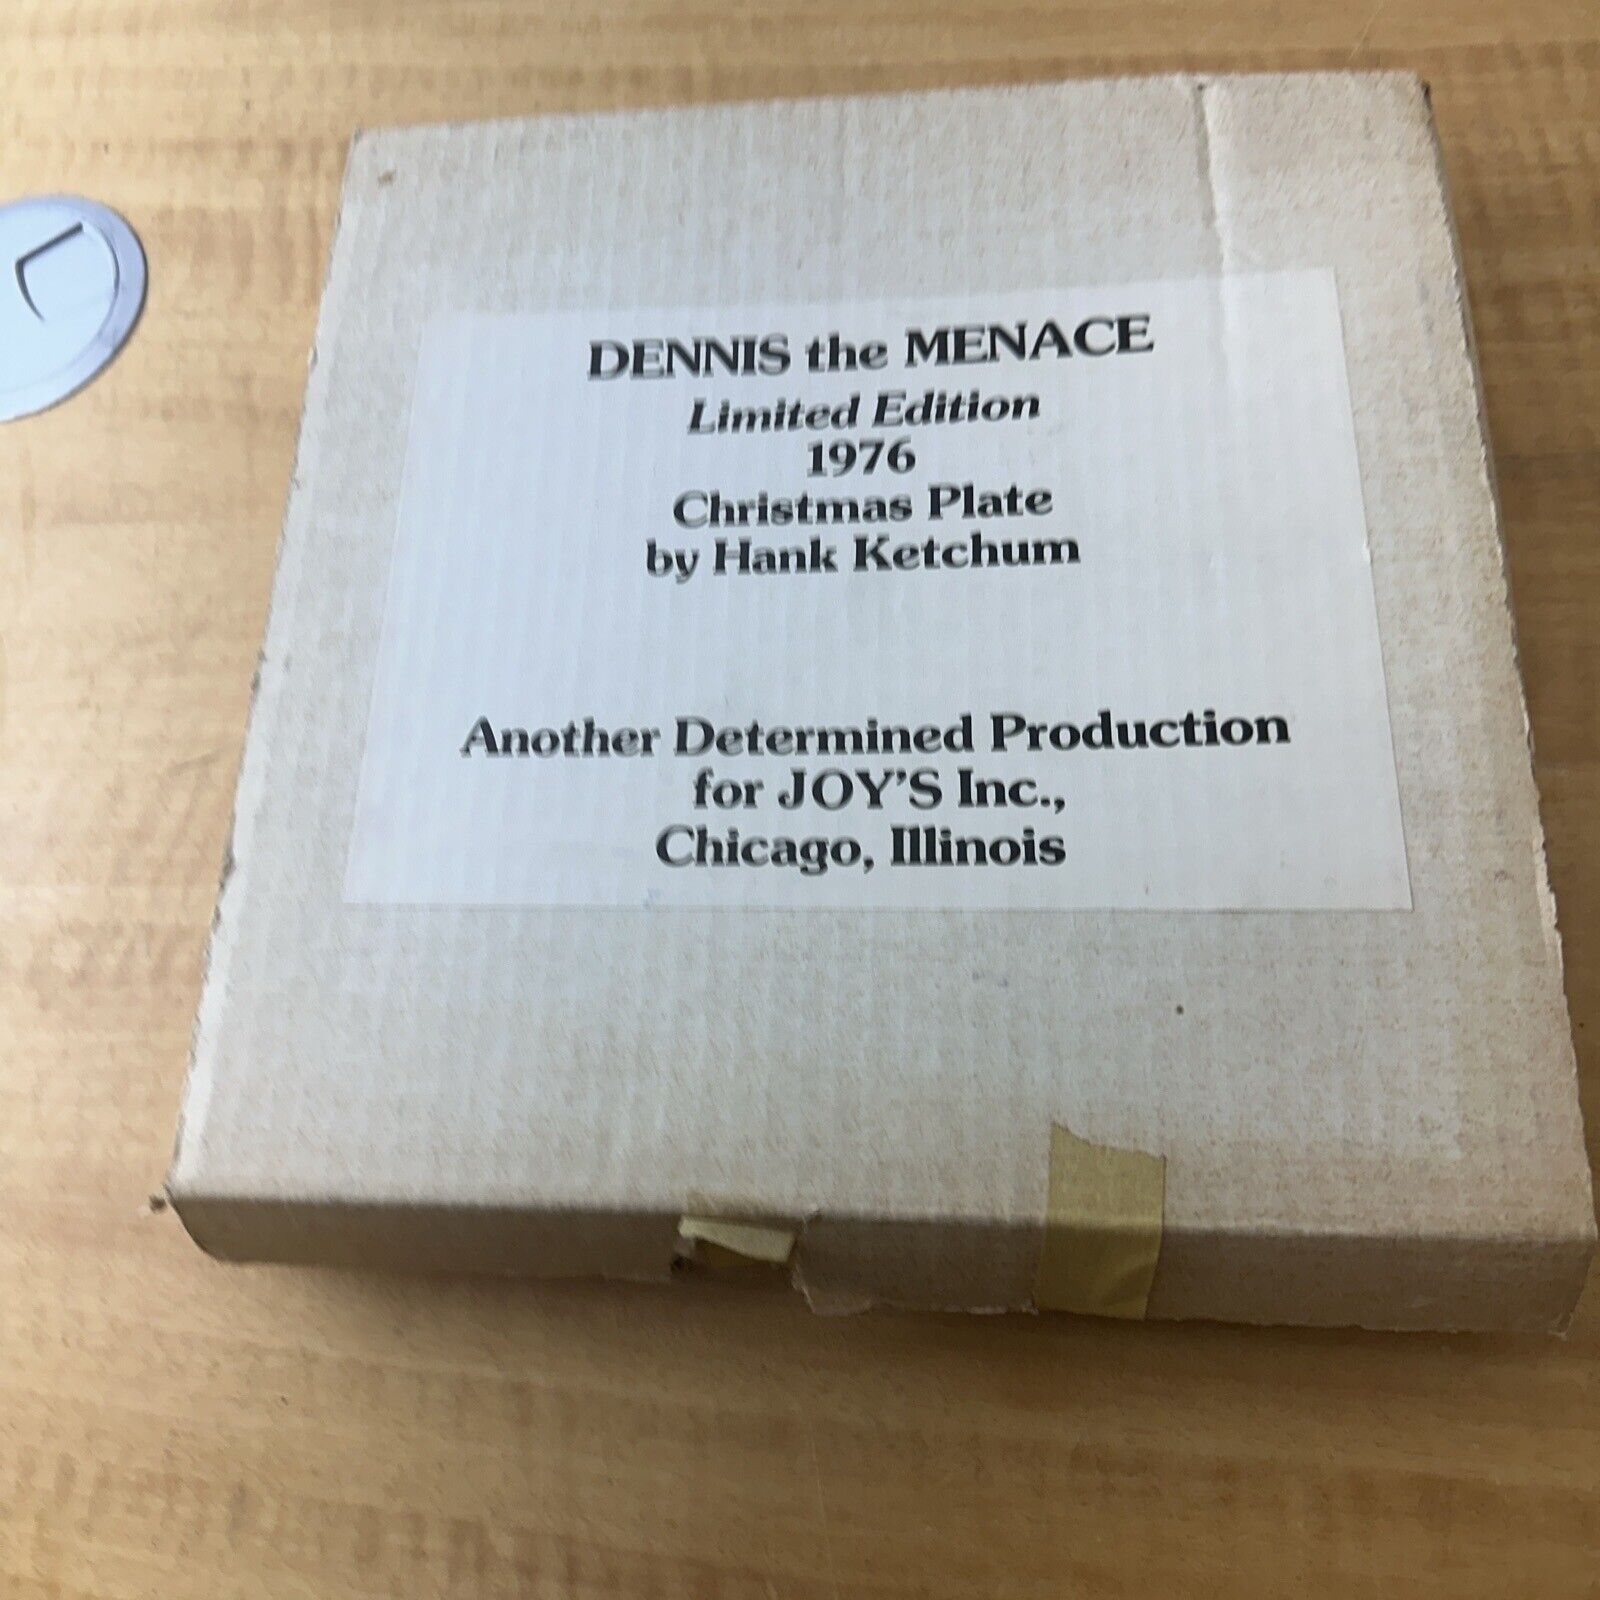 DENNIS the MENACE
Limited Edition
1976
Christmas Plate
by Hank Ketchum
Another Determined Production
for JOY'S Inc.,
Chicago, Illinois